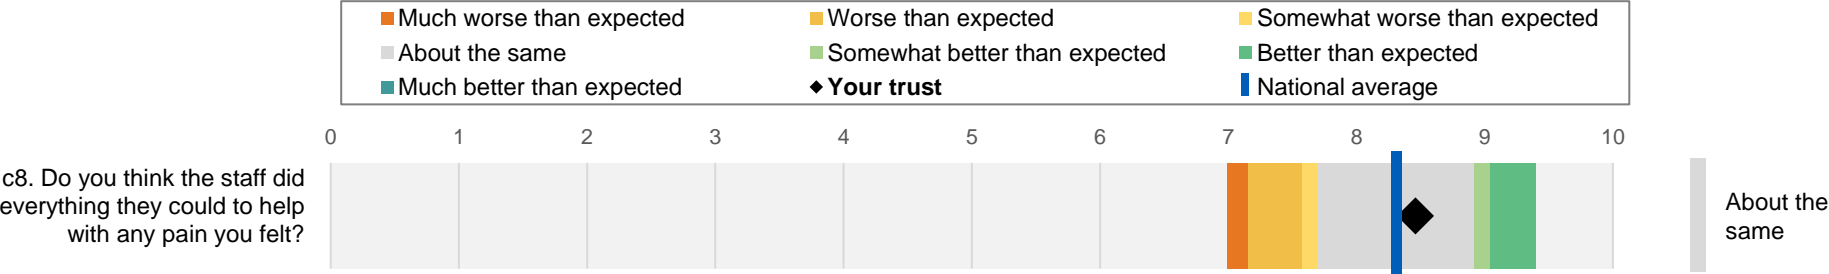 Much worse than expected
Worse than expected
Somewhat worse than expected
About the same
Somewhat better than expected
Better than expected
Much better than expected
Your trust
National average
0 1 2 3 4 5 6 7 8 9 10
c8. Do you think the staff did
everything they could to help
with any pain you felt?
About the
same